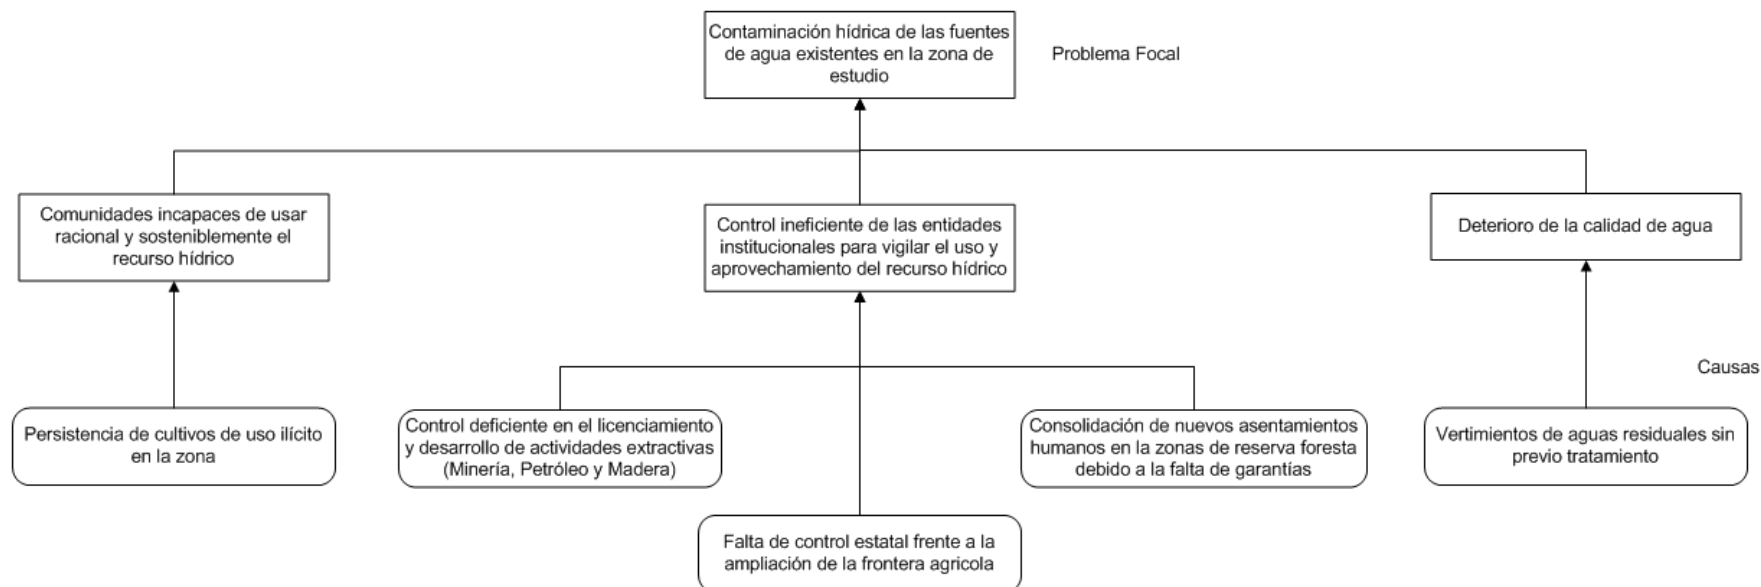 Contaminación hídrica de las fuentes
de agua existentes en la zona de
estudio
Problema Focal
Comunidades incapaces de usar
racional y sosteniblemente el
recurso hídrico
Control ineficiente de las entidades
institucionales para vigilar el uso y
aprovechamiento del recurso hídrico
Deterioro de la calidad de agua
Causas
Persistencia de cultivos de uso ilícito
en la zona
Control deficiente en el licenciamiento
y desarrollo de actividades extractivas
(Minería, Petróleo y Madera)
Consolidación de nuevos asentamientos
humanos en la zonas de reserva foresta
debido a la falta de garantías
Vertimientos de aguas residuales sin
previo tratamiento
Falta de control estatal frente a la
ampliación de la frontera agricola